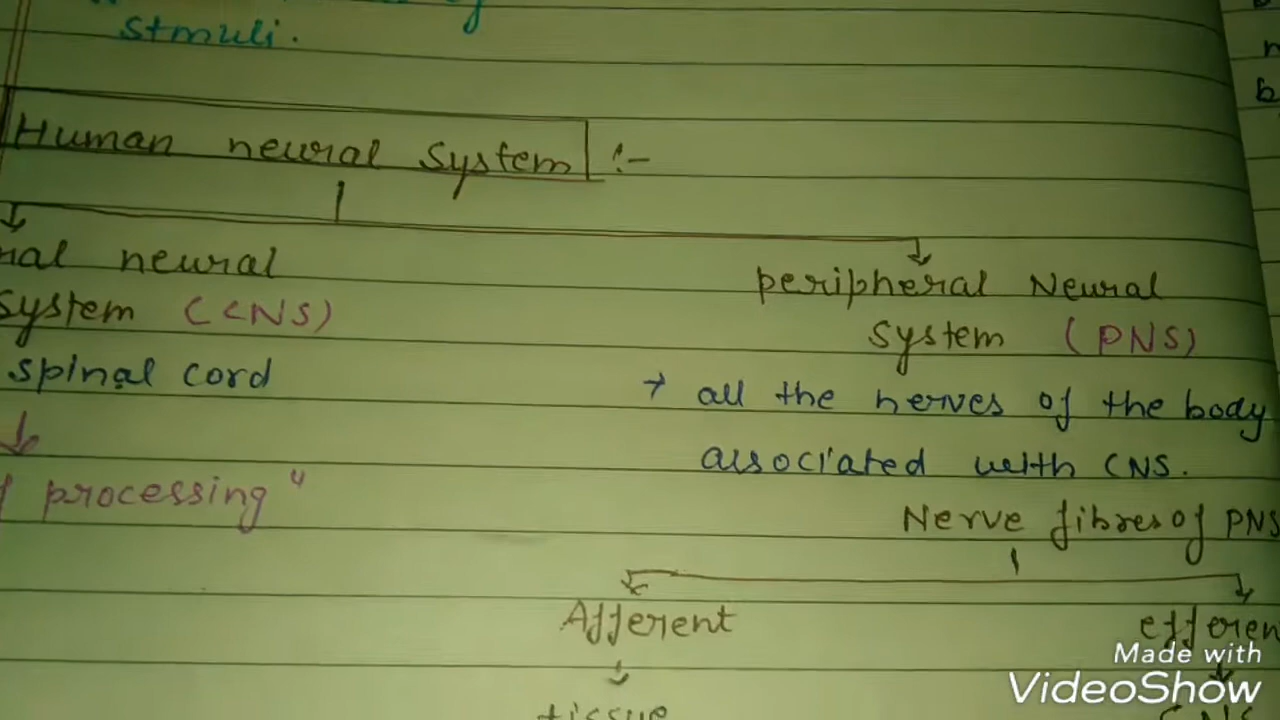 stmuli.
Human neural system :-
neural
system (CNS)
spinal cord
processing"
peripheral Neural
system (PNS)
→ all the nerves of the body
associated with CNS.
Nerve fibres of PNS
Afferent
efferen
tissue
Made with
VideoShow